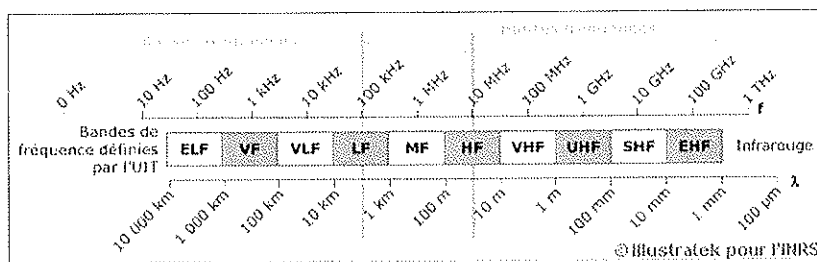 0 Hz 10 Hz 100 Hz 1 kHz 10 kHz 100 kHz 1 MHz 10 MHz 100 MHz 1 GHz 10 GHz 100 GHz 1 THz
f
Bandes de
fréquence définies
par l'UIT
ELF VF VLF LF MF HF VHF UHF SHF EHF Infrarouge
λ
10 000 km 1 000 km 100 km 10 km 1 km 100 m 10 m 1 m 100 mm 10 mm 1 mm 100 µm
© Illustratek pour l'INRS